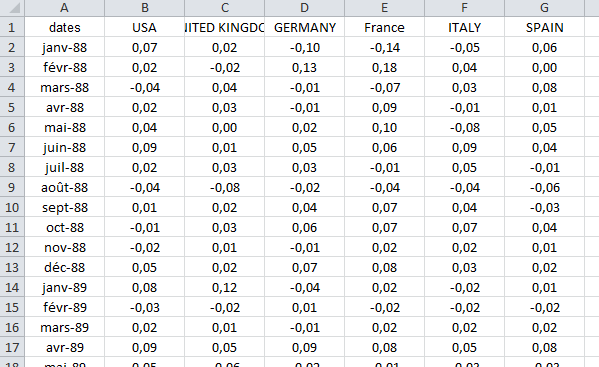 A B C D E F G
1 dates USA NITED KINGDO GERMANY France ITALY SPAIN
2 janv-88 0,07 0,02 -0,10 -0,14 -0,05 0,06
3 févr-88 0,02 -0,02 0,13 0,18 0,04 0,00
4 mars-88 -0,04 0,04 -0,01 -0,07 0,03 0,08
5 avr-88 0,02 0,03 -0,01 0,09 -0,01 0,01
6 mai-88 0,04 0,00 0,02 0,10 -0,08 0,05
7 juin-88 0,09 0,01 0,05 0,06 0,09 0,04
8 juil-88 0,02 0,03 0,03 -0,01 0,05 -0,01
9 août-88 -0,04 -0,08 -0,02 -0,04 -0,04 -0,06
10 sept-88 0,01 0,02 0,04 0,07 0,04 -0,03
11 oct-88 -0,01 0,03 0,06 0,07 0,07 0,04
12 nov-88 -0,02 0,01 -0,01 0,02 0,02 0,01
13 déc-88 0,05 0,02 0,07 0,08 0,03 0,02
14 janv-89 0,08 0,12 -0,04 0,02 -0,02 0,01
15 févr-89 -0,03 -0,02 0,01 -0,02 -0,02 -0,02
16 mars-89 0,02 0,01 -0,01 0,02 0,02 0,02
17 avr-89 0,09 0,05 0,09 0,08 0,05 0,08